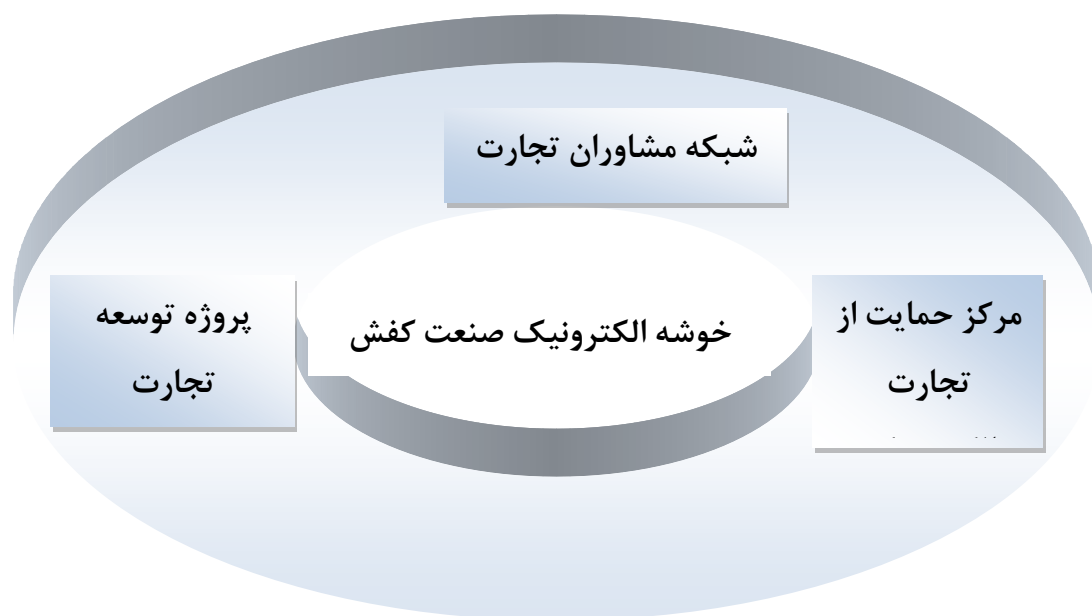 شبکه مشاوران تجارت
مرکز حمایت از
تجارت
خوشه الکترونیک صنعت کفش
پروژه توسعه
تجارت